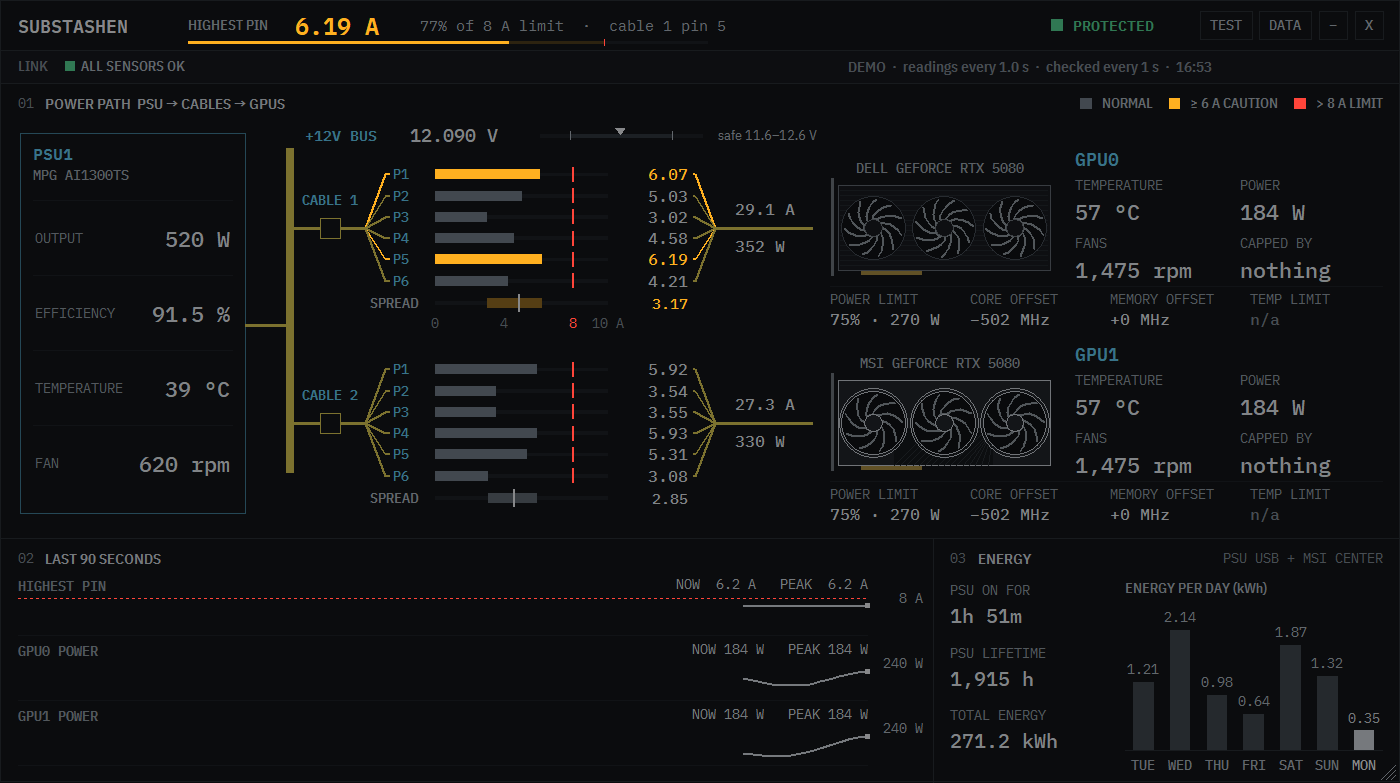 SUBSTASHEN HIGHEST PIN 6.19 A 77% of 8 A limit · cable 1 pin 5 PROTECTED TEST DATA − X
LINK ALL SENSORS OK DEMO · readings every 1.0 s · checked every 1 s · 16:53
01 POWER PATH PSU → CABLES → GPUS NORMAL ≥ 6 A CAUTION > 8 A LIMIT
PSU1
MPG AI1300TS
OUTPUT 520 W
EFFICIENCY 91.5 %
TEMPERATURE 39 °C
FAN 620 rpm
+12V BUS 12.090 V safe 11.6–12.6 V
CABLE 1
P1 6.07
P2 5.03
P3 3.02
P4 4.58
P5 6.19
P6 4.21
SPREAD 3.17
0 4 8 10 A
29.1 A
352 W
CABLE 2
P1 5.92
P2 3.54
P3 3.55
P4 5.93
P5 5.31
P6 3.08
SPREAD 2.85
27.3 A
330 W
DELL GEFORCE RTX 5080
GPU0
TEMPERATURE POWER
57 °C 184 W
FANS CAPPED BY
1,475 rpm nothing
POWER LIMIT CORE OFFSET MEMORY OFFSET TEMP LIMIT
75% · 270 W −502 MHz +0 MHz n/a
MSI GEFORCE RTX 5080
GPU1
TEMPERATURE POWER
57 °C 184 W
FANS CAPPED BY
1,475 rpm nothing
POWER LIMIT CORE OFFSET MEMORY OFFSET TEMP LIMIT
75% · 270 W −502 MHz +0 MHz n/a
02 LAST 90 SECONDS
HIGHEST PIN NOW 6.2 A PEAK 6.2 A 8 A
GPU0 POWER NOW 184 W PEAK 184 W 240 W
GPU1 POWER NOW 184 W PEAK 184 W 240 W
03 ENERGY PSU USB + MSI CENTER
PSU ON FOR
1h 51m
PSU LIFETIME
1,915 h
TOTAL ENERGY
271.2 kWh
ENERGY PER DAY (kWh)
1.21 2.14 0.98 0.64 1.87 1.32 0.35
TUE WED THU FRI SAT SUN MON